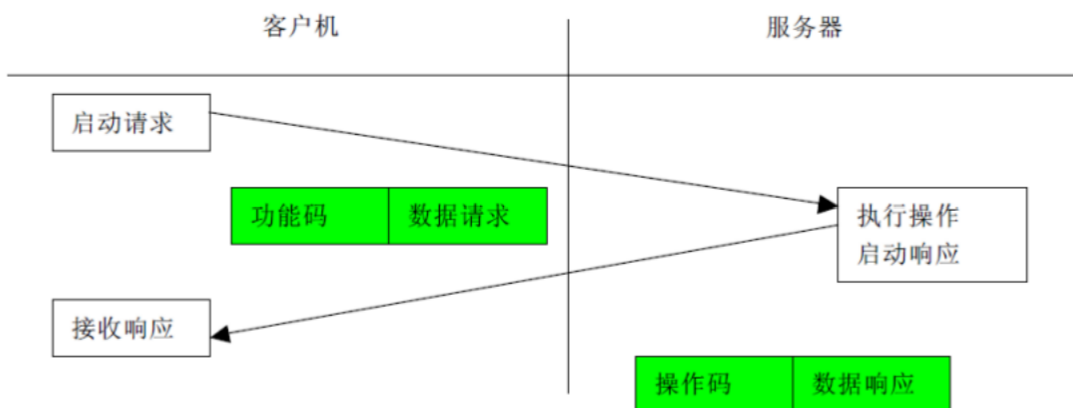 客户机
服务器
启动请求
功能码
数据请求
执行操作
启动响应
接收响应
操作码
数据响应